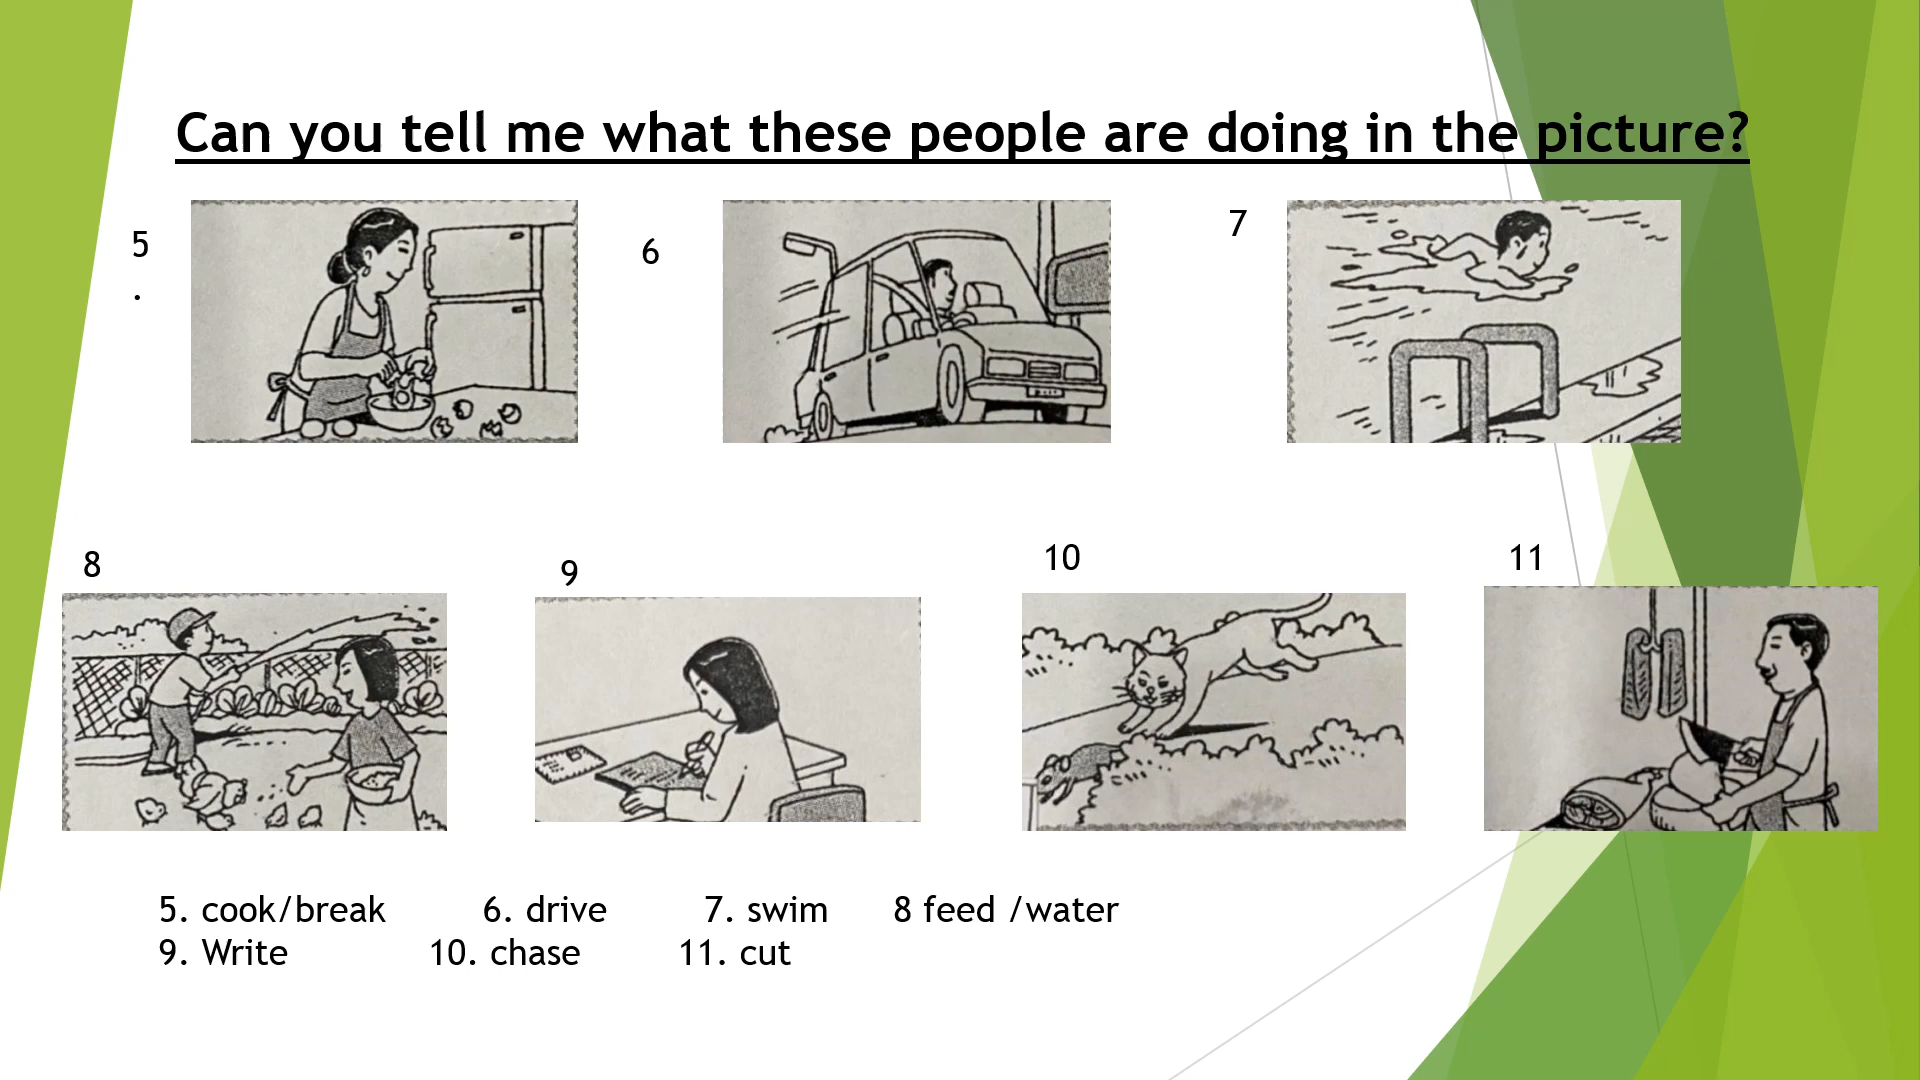 Can you tell me what these people are doing in the picture?
5
.
6
7
8
9
10
11
5. cook/break 6. drive 7. swim 8 feed /water
9. Write 10. chase 11. cut